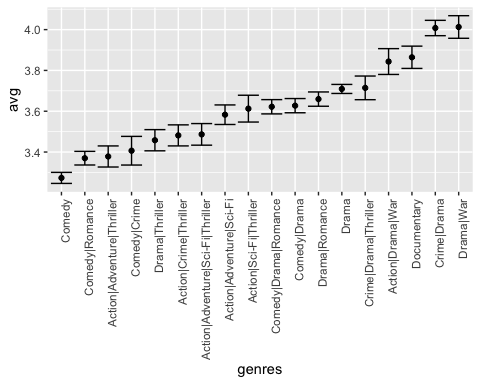 avg
4.0
3.8
3.6
3.4
Comedy
Comedy|Romance
Action|Adventure|Thriller
Comedy|Crime
Drama|Thriller
Action|Crime|Thriller
Action|Adventure|Sci-Fi|Thriller
Action|Adventure|Sci-Fi
Action|Sci-Fi|Thriller
Comedy|Drama|Romance
Comedy|Drama
Drama|Romance
Drama
Crime|Drama|Thriller
Action|Drama|War
Documentary
Crime|Drama
Drama|War
genres